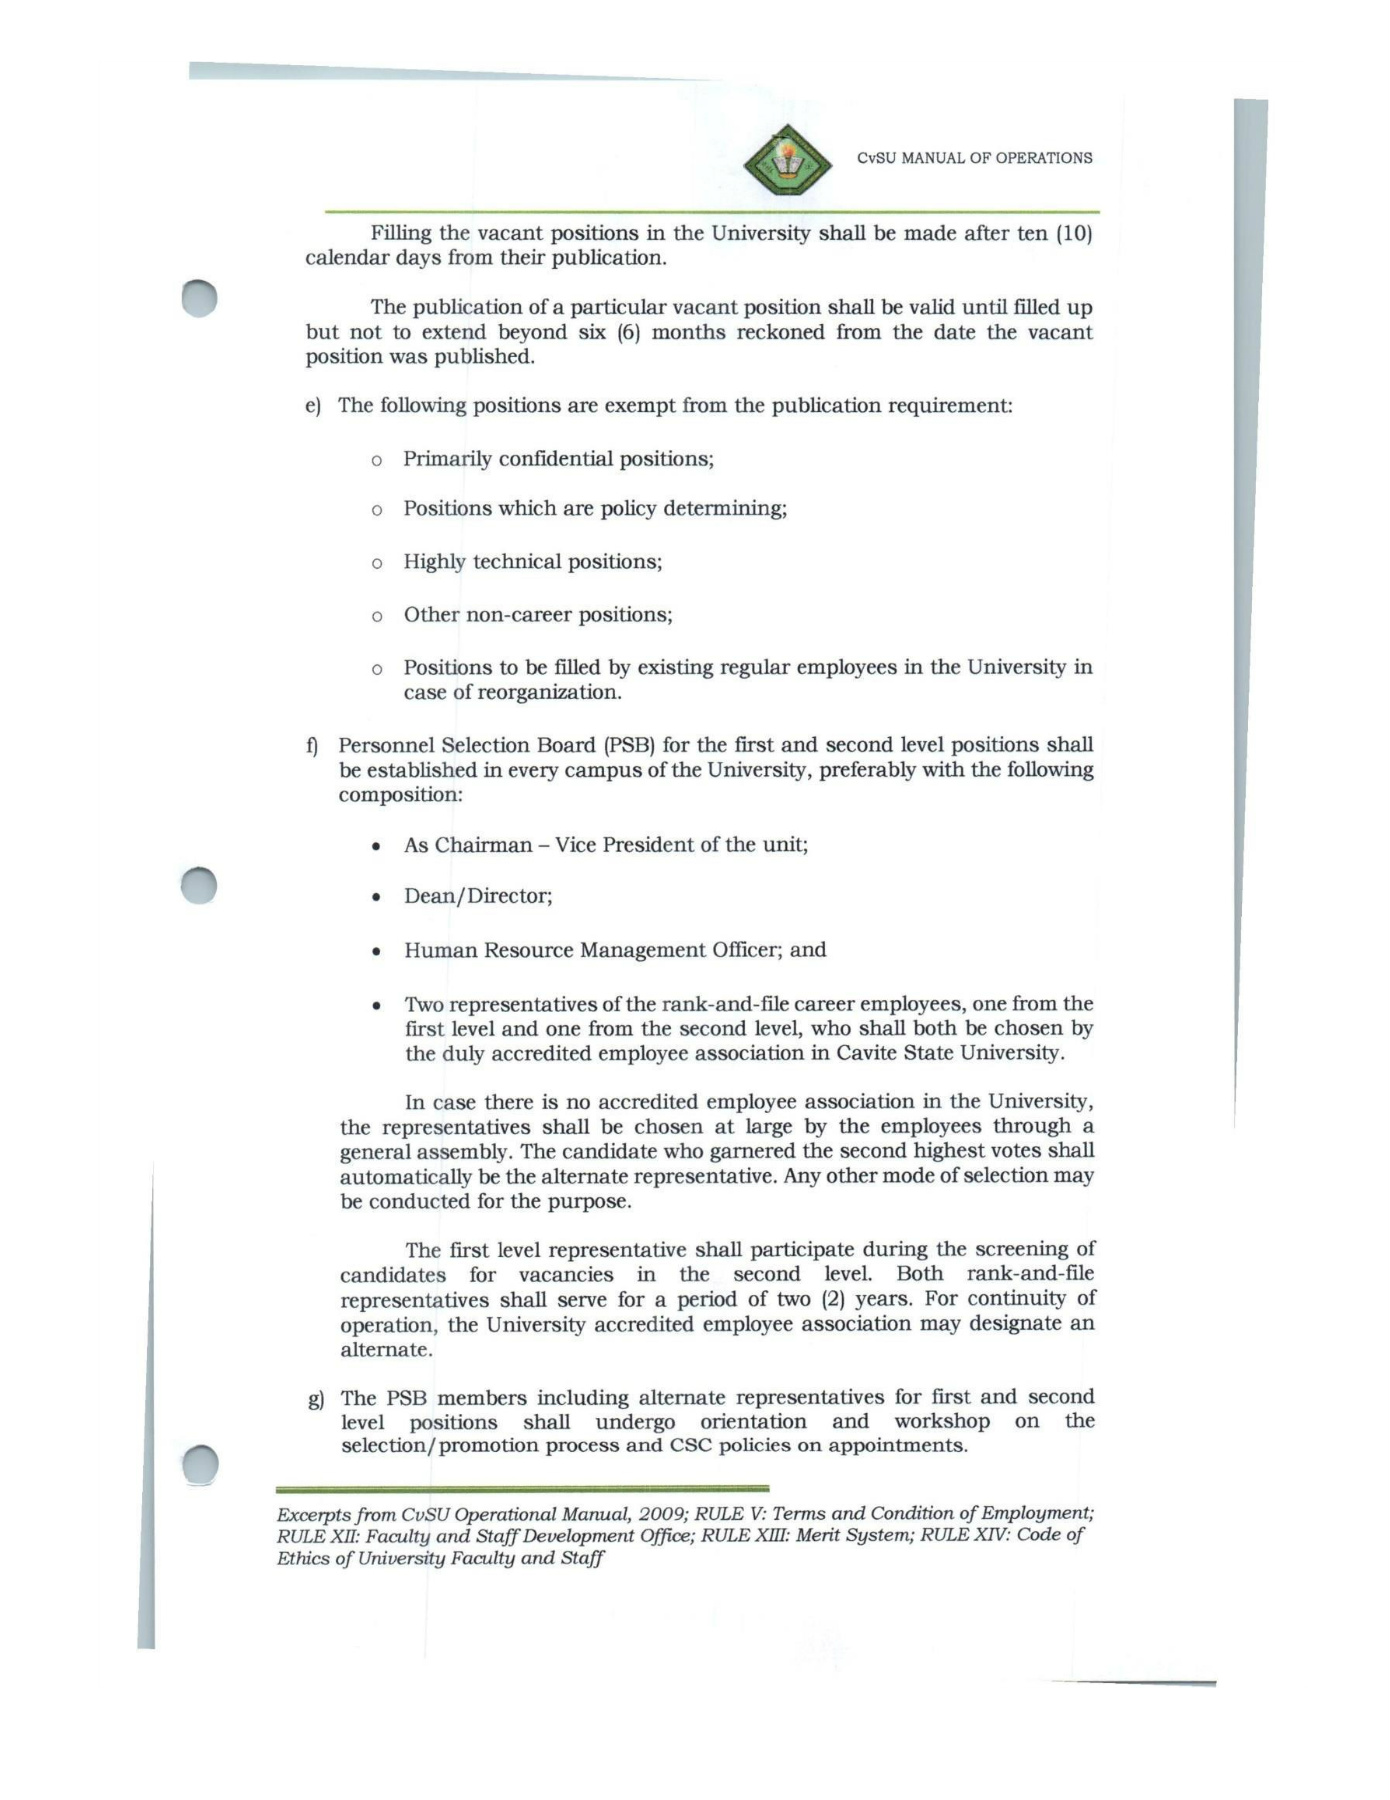 CvSU MANUAL OF OPERATIONS
Filling the vacant positions in the University shall be made after ten (10)
calendar days from their publication.
The publication of a particular vacant position shall be valid until filled up
but not to extend beyond six (6) months reckoned from the date the vacant
position was published.
e) The following positions are exempt from the publication requirement:
o Primarily confidential positions;
o Positions which are policy determining;
o Highly technical positions;
o Other non-career positions;
o Positions to be filled by existing regular employees in the University in
case of reorganization.
f) Personnel Selection Board (PSB) for the first and second level positions shall
be established in every campus of the University, preferably with the following
composition:
• As Chairman – Vice President of the unit;
• Dean/Director;
• Human Resource Management Officer; and
• Two representatives of the rank-and-file career employees, one from the
first level and one from the second level, who shall both be chosen by
the duly accredited employee association in Cavite State University.
In case there is no accredited employee association in the University,
the representatives shall be chosen at large by the employees through a
general assembly. The candidate who garnered the second highest votes shall
automatically be the alternate representative. Any other mode of selection may
be conducted for the purpose.
The first level representative shall participate during the screening of
candidates for vacancies in the second level. Both rank-and-file
representatives shall serve for a period of two (2) years. For continuity of
operation, the University accredited employee association may designate an
alternate.
g) The PSB members including alternate representatives for first and second
level positions shall undergo orientation and workshop on the
selection/promotion process and CSC policies on appointments.
Excerpts from CvSU Operational Manual, 2009; RULE V: Terms and Condition of Employment;
RULE XII: Faculty and Staff Development Office; RULE XIII: Merit System; RULE XIV: Code of
Ethics of University Faculty and Staff